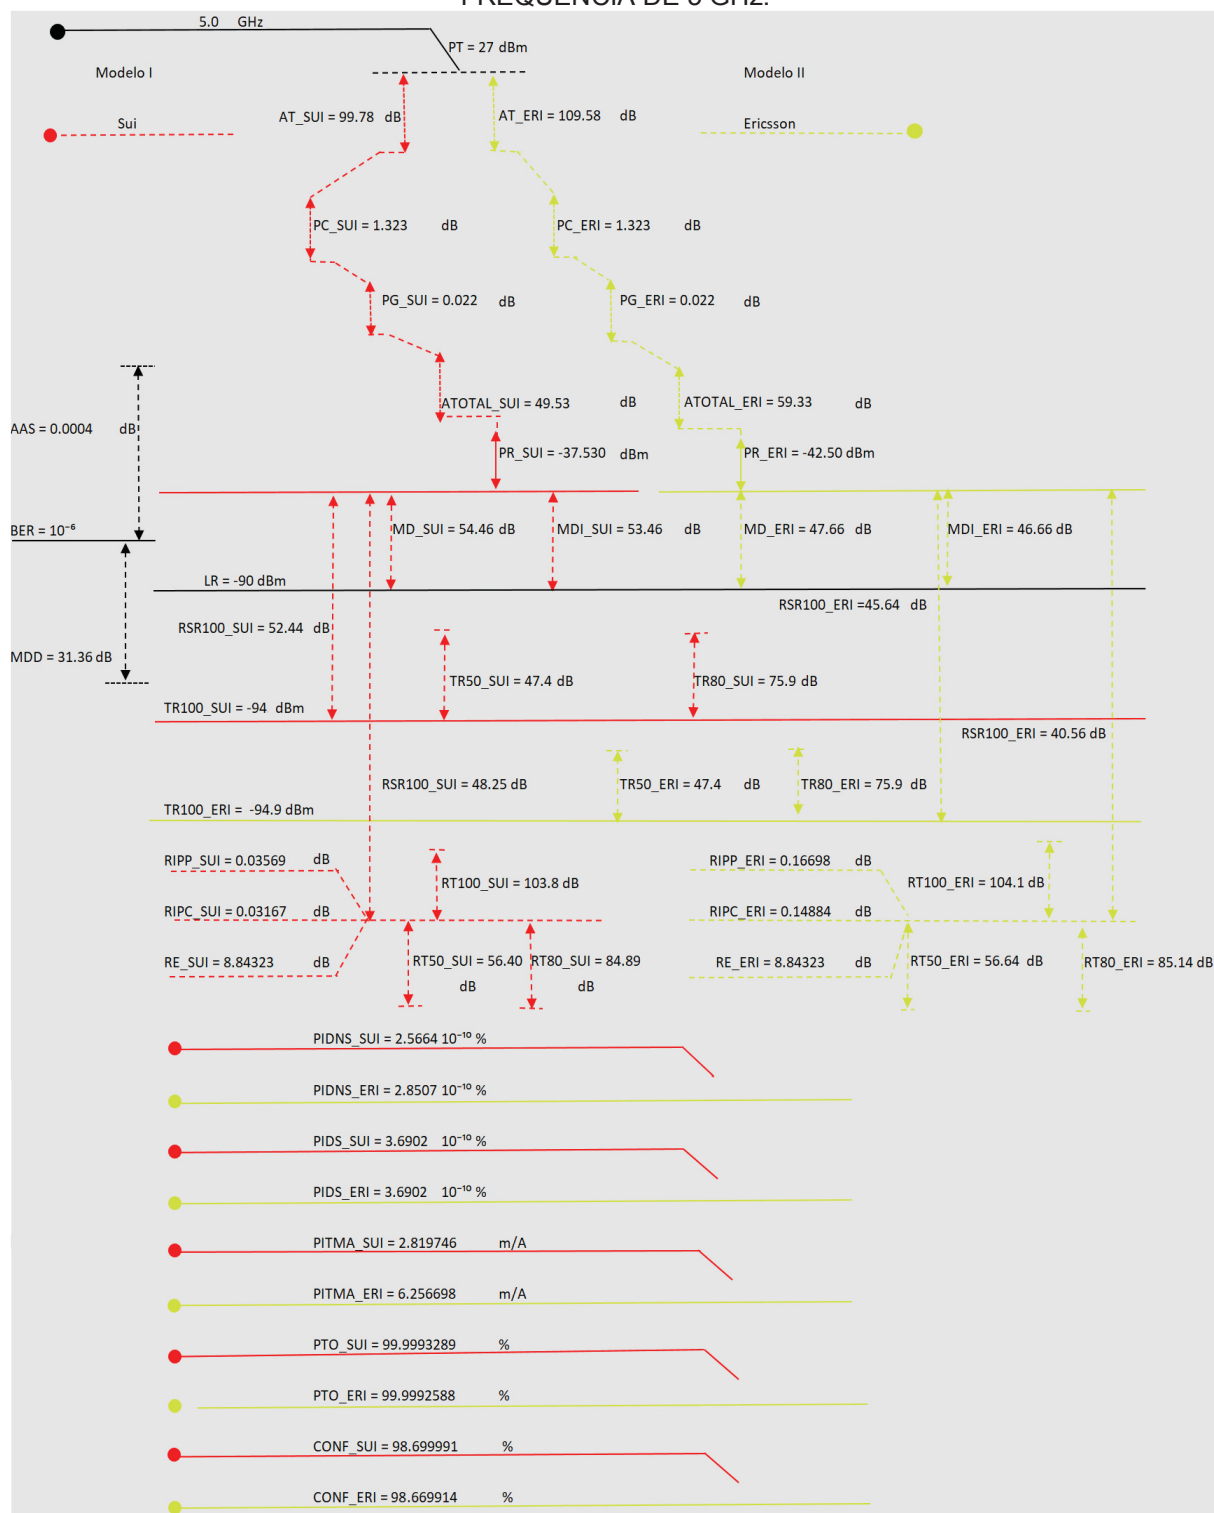 FREQUÊNCIA DE 5 GHz.
5.0 GHz
PT = 27 dBm
Modelo I
Modelo II
AT_SUI = 99.78 dB
AT_ERI = 109.58 dB
Sui
Ericsson
PC_SUI = 1.323 dB
PC_ERI = 1.323 dB
PG_SUI = 0.022 dB
PG_ERI = 0.022 dB
ATOTAL_SUI = 49.53 dB
ATOTAL_ERI = 59.33 dB
AAS = 0.0004 dB
PR_SUI = -37.530 dBm
PR_ERI = -42.50 dBm
BER = 10⁻⁶
MD_SUI = 54.46 dB
MDI_SUI = 53.46 dB
MD_ERI = 47.66 dB
MDI_ERI = 46.66 dB
LR = -90 dBm
RSR100_ERI =45.64 dB
RSR100_SUI = 52.44 dB
MDD = 31.36 dB
TR50_SUI = 47.4 dB
TR80_SUI = 75.9 dB
TR100_SUI = -94 dBm
RSR100_ERI = 40.56 dB
RSR100_SUI = 48.25 dB
TR50_ERI = 47.4 dB
TR80_ERI = 75.9 dB
TR100_ERI = -94.9 dBm
RIPP_SUI = 0.03569 dB
RIPP_ERI = 0.16698 dB
RT100_SUI = 103.8 dB
RT100_ERI = 104.1 dB
RIPC_SUI = 0.03167 dB
RIPC_ERI = 0.14884 dB
RE_SUI = 8.84323 dB
RT50_SUI = 56.40 dB
RT80_SUI = 84.89 dB
RE_ERI = 8.84323 dB
RT50_ERI = 56.64 dB
RT80_ERI = 85.14 dB
PIDNS_SUI = 2.5664 10⁻¹⁰ %
PIDNS_ERI = 2.8507 10⁻¹⁰ %
PIDS_SUI = 3.6902 10⁻¹⁰ %
PIDS_ERI = 3.6902 10⁻¹⁰ %
PITMA_SUI = 2.819746 m/A
PITMA_ERI = 6.256698 m/A
PTO_SUI = 99.9993289 %
PTO_ERI = 99.9992588 %
CONF_SUI = 98.699991 %
CONF_ERI = 98.669914 %